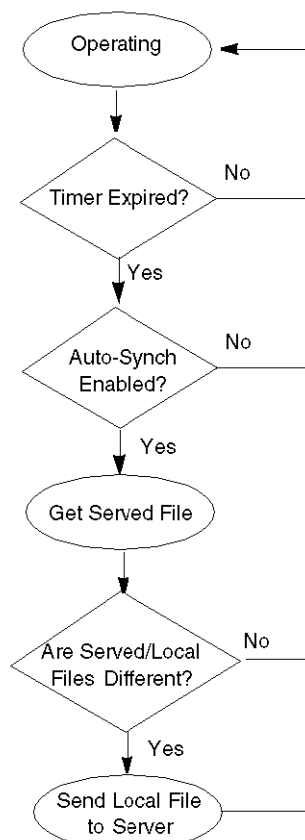 Operating
No
Timer Expired?
Yes
No
Auto-Synch
Enabled?
Yes
Get Served File
No
Are Served/Local
Files Different?
Yes
Send Local File
to Server